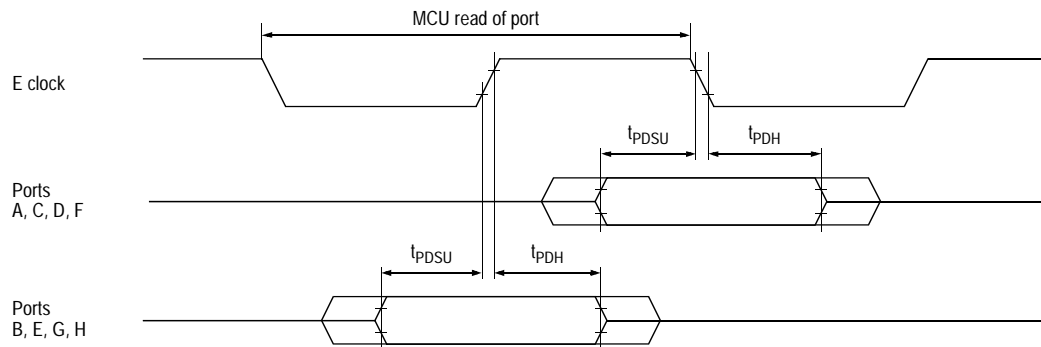 MCU read of port
E clock
tPDSU
tPDH
Ports
A, C, D, F
tPDSU
tPDH
Ports
B, E, G, H